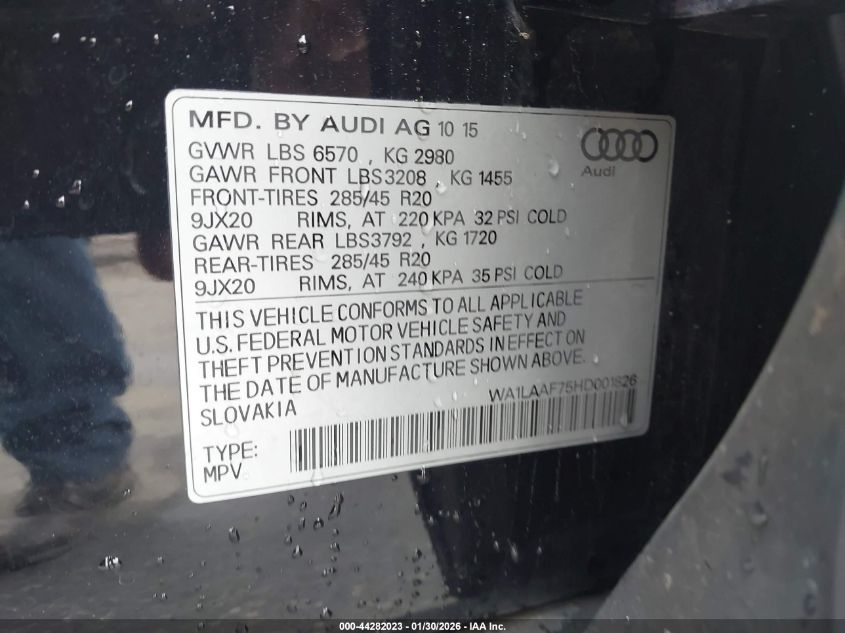 MFD. BY AUDI AG 10 15
Audi
GVWR LBS 6570 , KG 2980
GAWR FRONT LBS3208 , KG 1455
FRONT-TIRES 285/45 R20
9JX20 RIMS, AT 220 KPA 32 PSI COLD
GAWR REAR LBS3792 , KG 1720
REAR-TIRES 285/45 R20
9JX20 RIMS, AT 240 KPA 35 PSI COLD
THIS VEHICLE CONFORMS TO ALL APPLICABLE
U.S. FEDERAL MOTOR VEHICLE SAFETY AND
THEFT PREVENTION STANDARDS IN EFFECT ON
THE DATE OF MANUFACTURE SHOWN ABOVE.
SLOVAKIA
WA1LAAF75HD001826
TYPE:
MPV
000-44282023 - 01/30/2026 - IAA Inc.